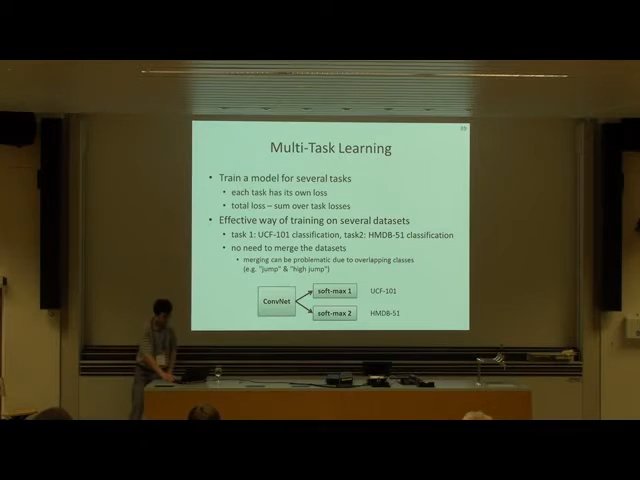 89
Multi-Task Learning
• Train a model for several tasks
• each task has its own loss
• total loss – sum over task losses
• Effective way of training on several datasets
• task 1: UCF-101 classification, task2: HMDB-51 classification
• no need to merge the datasets
• merging can be problematic due to overlapping classes
(e.g. "jump" & "high jump")
ConvNet
soft-max 1
UCF-101
soft-max 2
HMDB-51